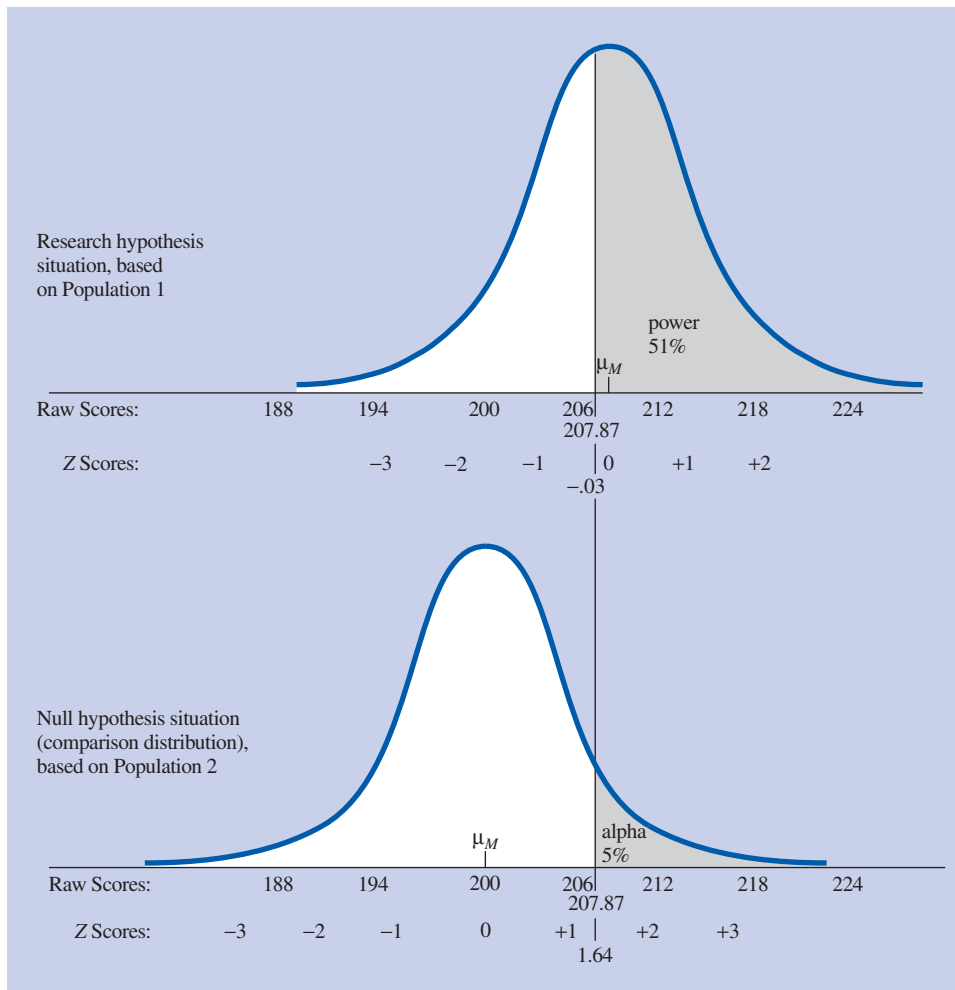 Research hypothesis
situation, based
on Population 1
power
51%
μM
Raw Scores: 188 194 200 206 212 218 224
207.87
Z Scores: −3 −2 −1 0 +1 +2
−.03
Null hypothesis situation
(comparison distribution),
based on Population 2
μM
alpha
5%
Raw Scores: 188 194 200 206 212 218 224
207.87
Z Scores: −3 −2 −1 0 +1 +2 +3
1.64